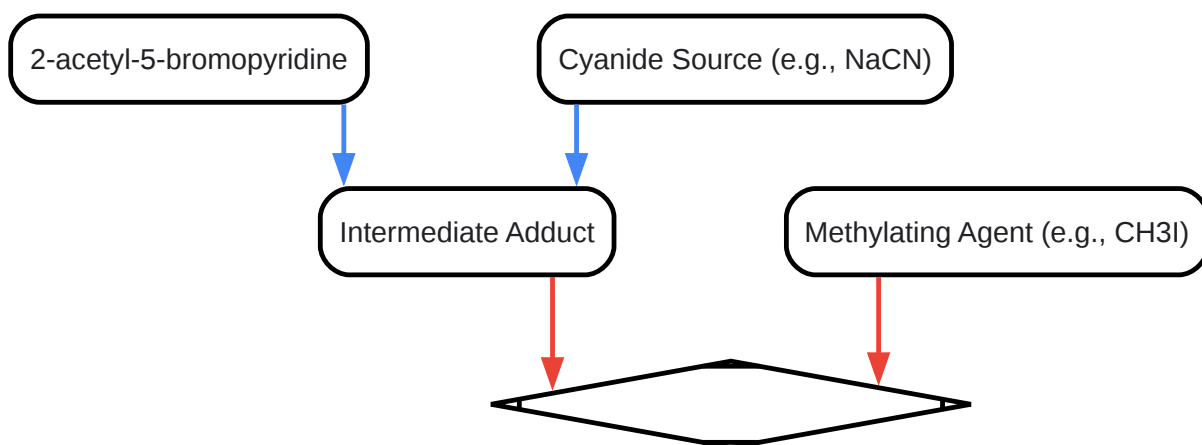 2-acetyl-5-bromopyridine
Cyanide Source (e.g., NaCN)
Intermediate Adduct
Methylating Agent (e.g., CH3I)